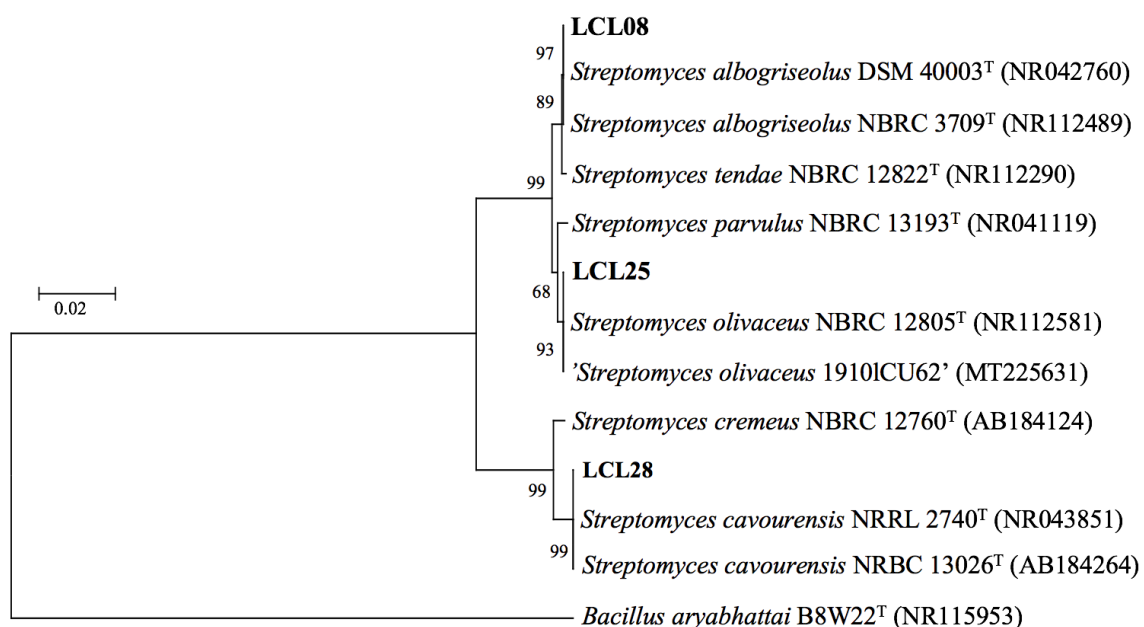 LCL08
97
Streptomyces albogriseolus DSM 40003ᵀ (NR042760)
89
Streptomyces albogriseolus NBRC 3709ᵀ (NR112489)
Streptomyces tendae NBRC 12822ᵀ (NR112290)
99
Streptomyces parvulus NBRC 13193ᵀ (NR041119)
LCL25
68
0.02
Streptomyces olivaceus NBRC 12805ᵀ (NR112581)
93
’Streptomyces olivaceus 1910lCU62’ (MT225631)
Streptomyces cremeus NBRC 12760ᵀ (AB184124)
LCL28
99
Streptomyces cavourensis NRRL 2740ᵀ (NR043851)
99
Streptomyces cavourensis NRBC 13026ᵀ (AB184264)
Bacillus aryabhattai B8W22ᵀ (NR115953)